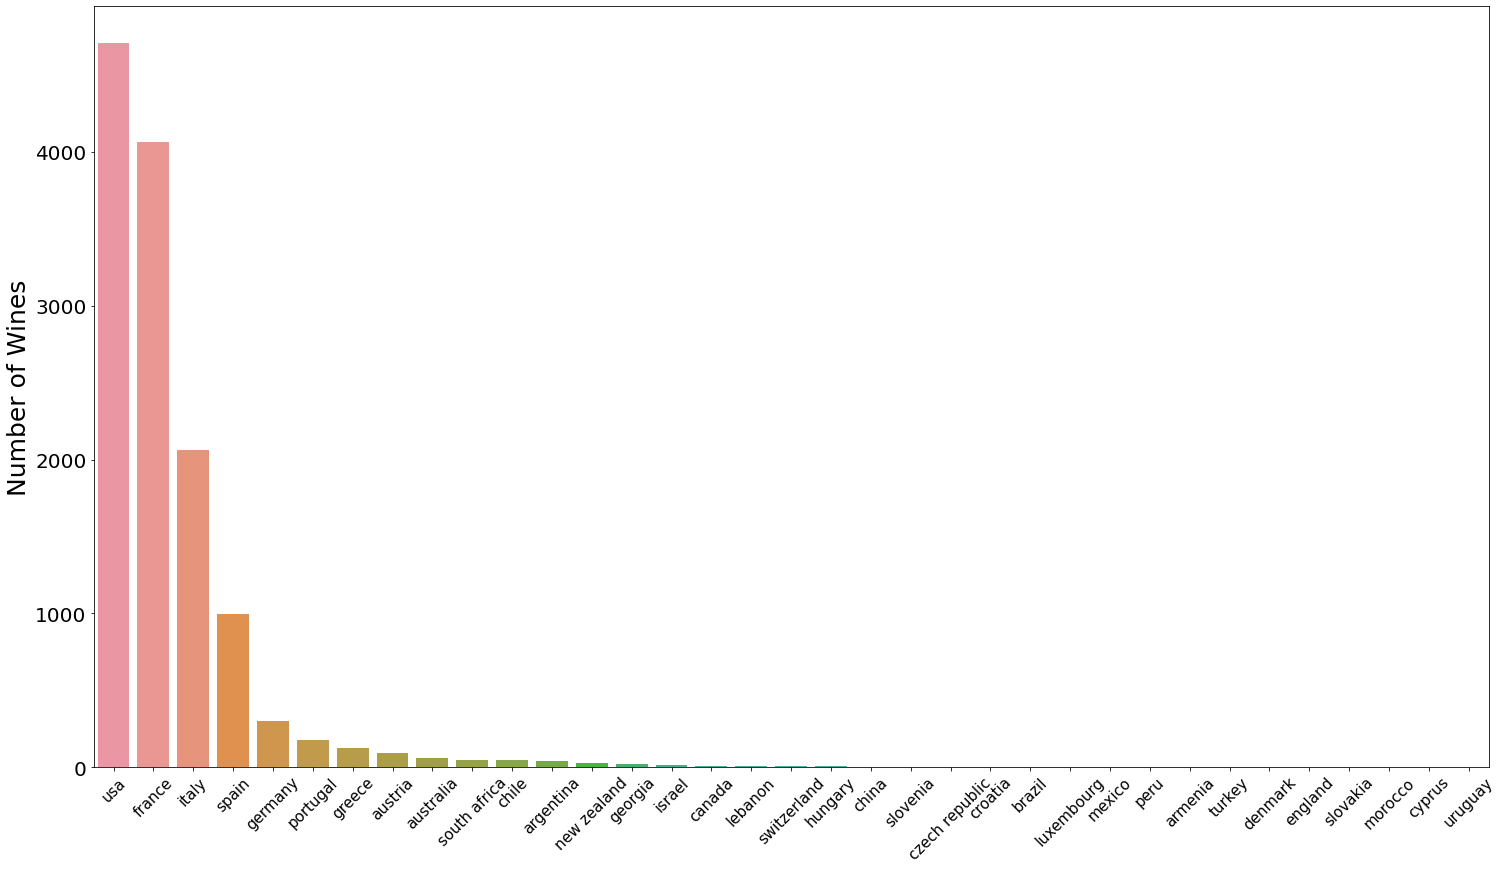 Number of Wines
4000
3000
2000
1000
0
usa
france
italy
spain
germany
portugal
greece
austria
australia
south africa
chile
argentina
new zealand
georgia
israel
canada
lebanon
switzerland
hungary
china
slovenia
czech republic
croatia
brazil
luxembourg
mexico
peru
armenia
turkey
denmark
england
slovakia
morocco
cyprus
uruguay